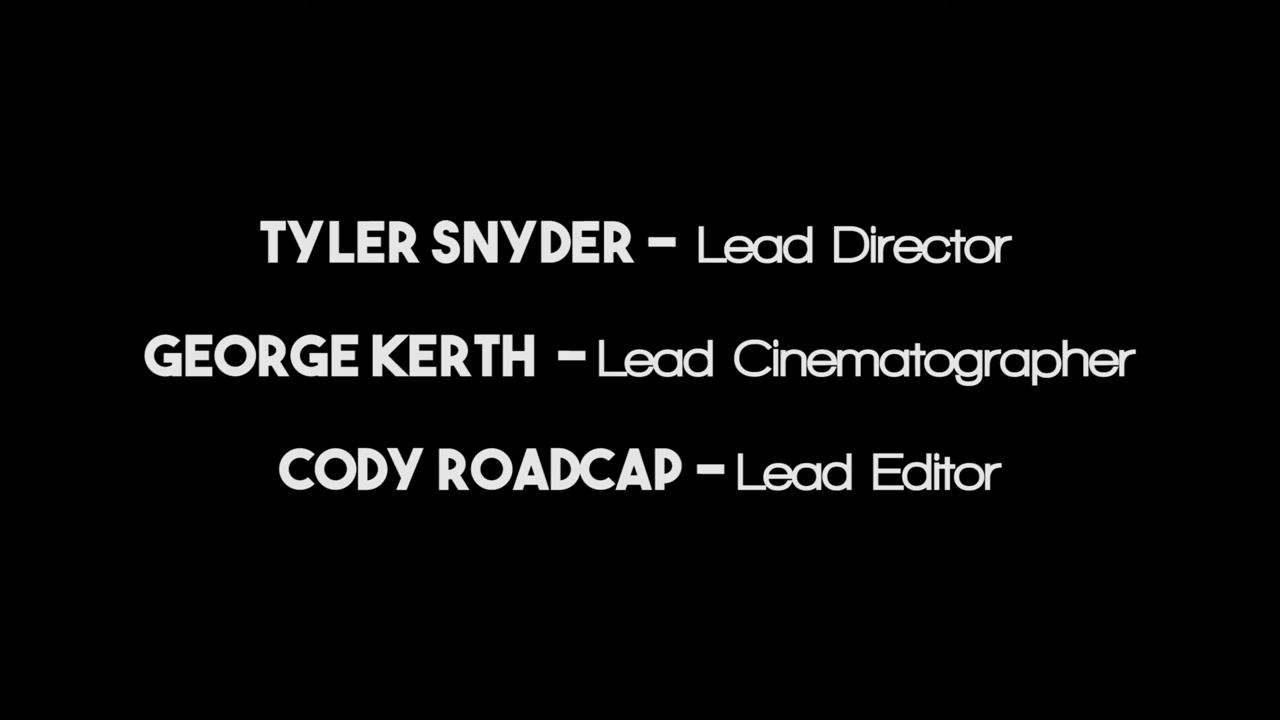 TYLER SNYDER – Lead Director
GEORGE KERTH – Lead Cinematographer
CODY ROADCAP – Lead Editor